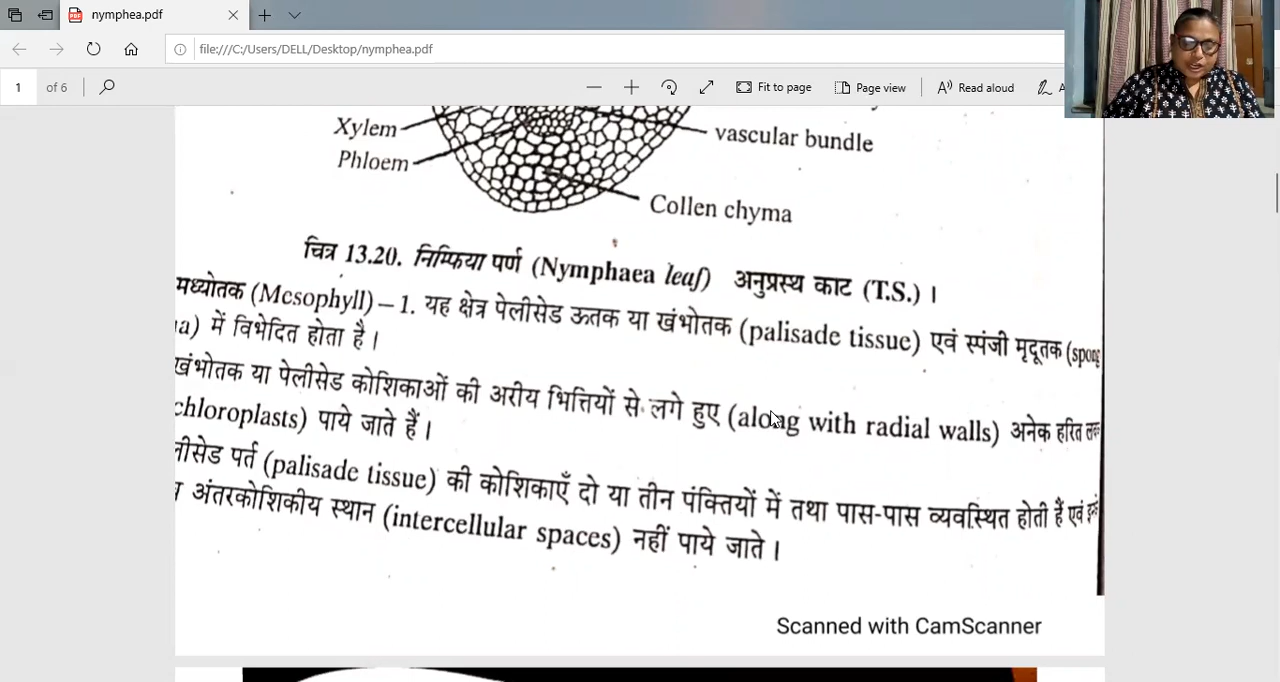 nymphea.pdf
file:///C:/Users/DELL/Desktop/nymphea.pdf
1 of 6 Fit to page Page view Read aloud
Xylem
vascular bundle
Phloem
Collen chyma
चित्र 13.20. निम्फिया पर्ण (Nymphaea leaf) अनुप्रस्थ काट (T.S.) ।
मध्योतक (Mesophyll) – 1. यह क्षेत्र पेलीसेड ऊतक या खंभोतक (palisade tissue) एवं स्पंजी मृदूतक (spong
a) में विभेदित होता है ।
खंभोतक या पेलीसेड कोशिकाओं की अरीय भित्तियों से लगे हुए (along with radial walls) अनेक हरित
chloroplasts) पाये जाते हैं ।
लीसेड पर्त (palisade tissue) की कोशिकाएँ दो या तीन पंक्तियों में तथा पास-पास व्यवस्थित होती हैं एवं
अंतरकोशिकीय स्थान (intercellular spaces) नहीं पाये जाते ।
Scanned with CamScanner